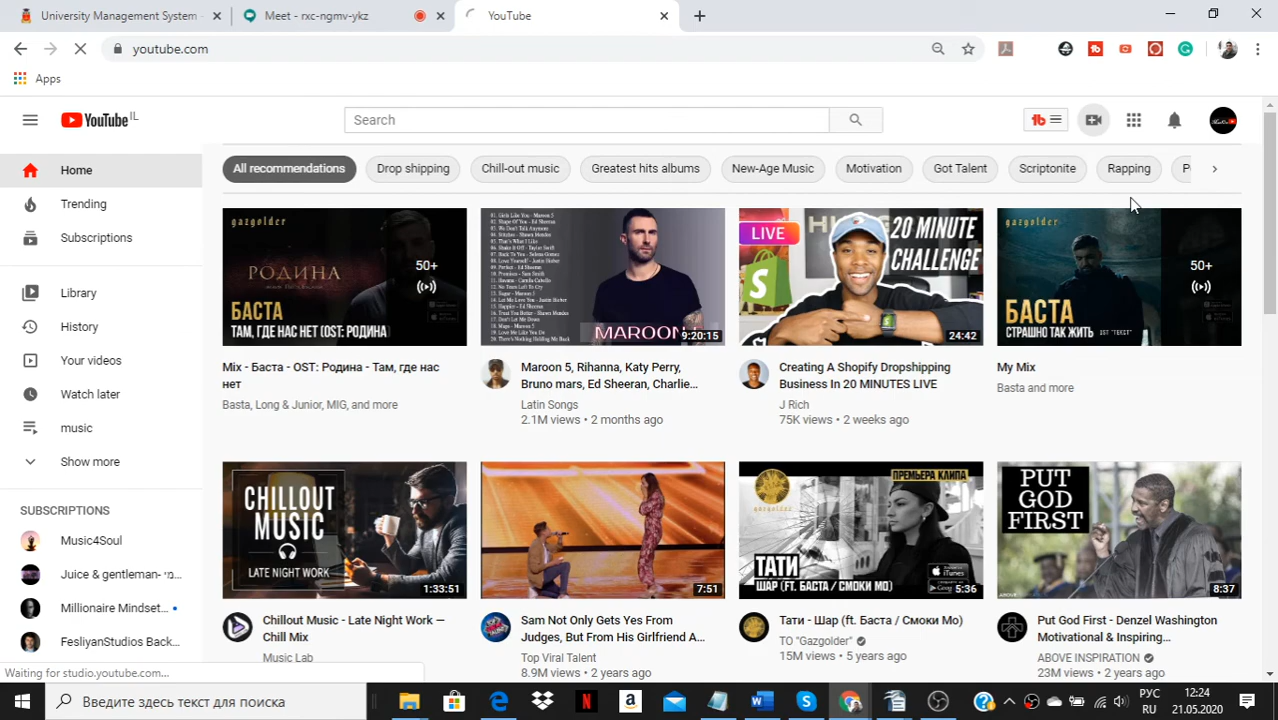 University Management System -
Meet - rxc-ngmv-ykz
YouTube
youtube.com
Apps
YouTube IL
Search
Home
Trending
Subscriptions
Library
History
Your videos
Watch later
music
Show more
SUBSCRIPTIONS
Music4Soul
Juice & gentleman-
Millionaire Mindset...
FesliyanStudios Back...
All recommendations
Drop shipping
Chill-out music
Greatest hits albums
New-Age Music
Motivation
Got Talent
Scriptonite
Rapping
gazgolder
РОДИНА
БАСТА
ТАМ, ГДЕ НАС НЕТ (OST: РОДИНА
50+
Mix - Баста - OST: Родина - Там, где нас
нет
Basta, Long & Junior, MIG, and more
MAROON
9:20:15
Maroon 5, Rihanna, Katy Perry,
Bruno mars, Ed Sheeran, Charlie...
Latin Songs
2.1M views • 2 months ago
LIVE
20 MINUTE
CHALLENGE
24:42
Creating A Shopify Dropshipping
Business In 20 MINUTES LIVE
J Rich
75K views • 2 weeks ago
gazgolder
БАСТА
СТРАШНО ТАК ЖИТЬ OST "ТЕКST"
50+
My Mix
Basta and more
CHILLOUT
MUSIC
LATE NIGHT WORK
1:33:51
Chillout Music - Late Night Work —
Chill Mix
Music Lab
7:51
Sam Not Only Gets Yes From
Judges, But From His Girlfriend A...
Top Viral Talent
8.9M views • 2 years ago
ПРЕМЬЕРА КЛИПА
ТАТИ
ШАР (FT. БАСТА / СМОКИ МО)
iTunes
5:36
Тати - Шар (ft. Баста / Смоки Мо)
ТО "Gazgolder"
15M views • 5 years ago
PUT
GOD
FIRST
8:37
Put God First - Denzel Washington
Motivational & Inspiring...
ABOVE INSPIRATION
23M views • 2 years ago
Waiting for studio.youtube.com...
Введите здесь текст для поиска
РУС
RU
12:24
21.05.2020